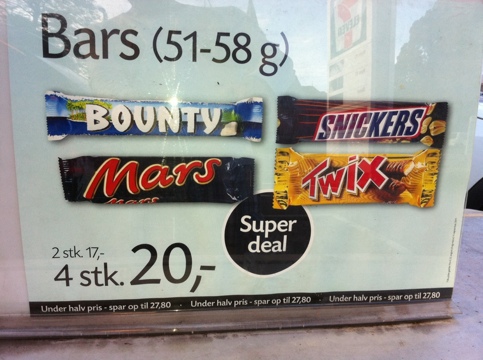 Bars (51-58 g)
BOUNTY
SNICKERS
Mars
TWIX
Super
deal
2 stk. 17,-
4 stk. 20,-
Under halv pris - spar op til 27,80 · Under halv pris - spar op til 27,80 · Under halv pris - spar op til 27,80